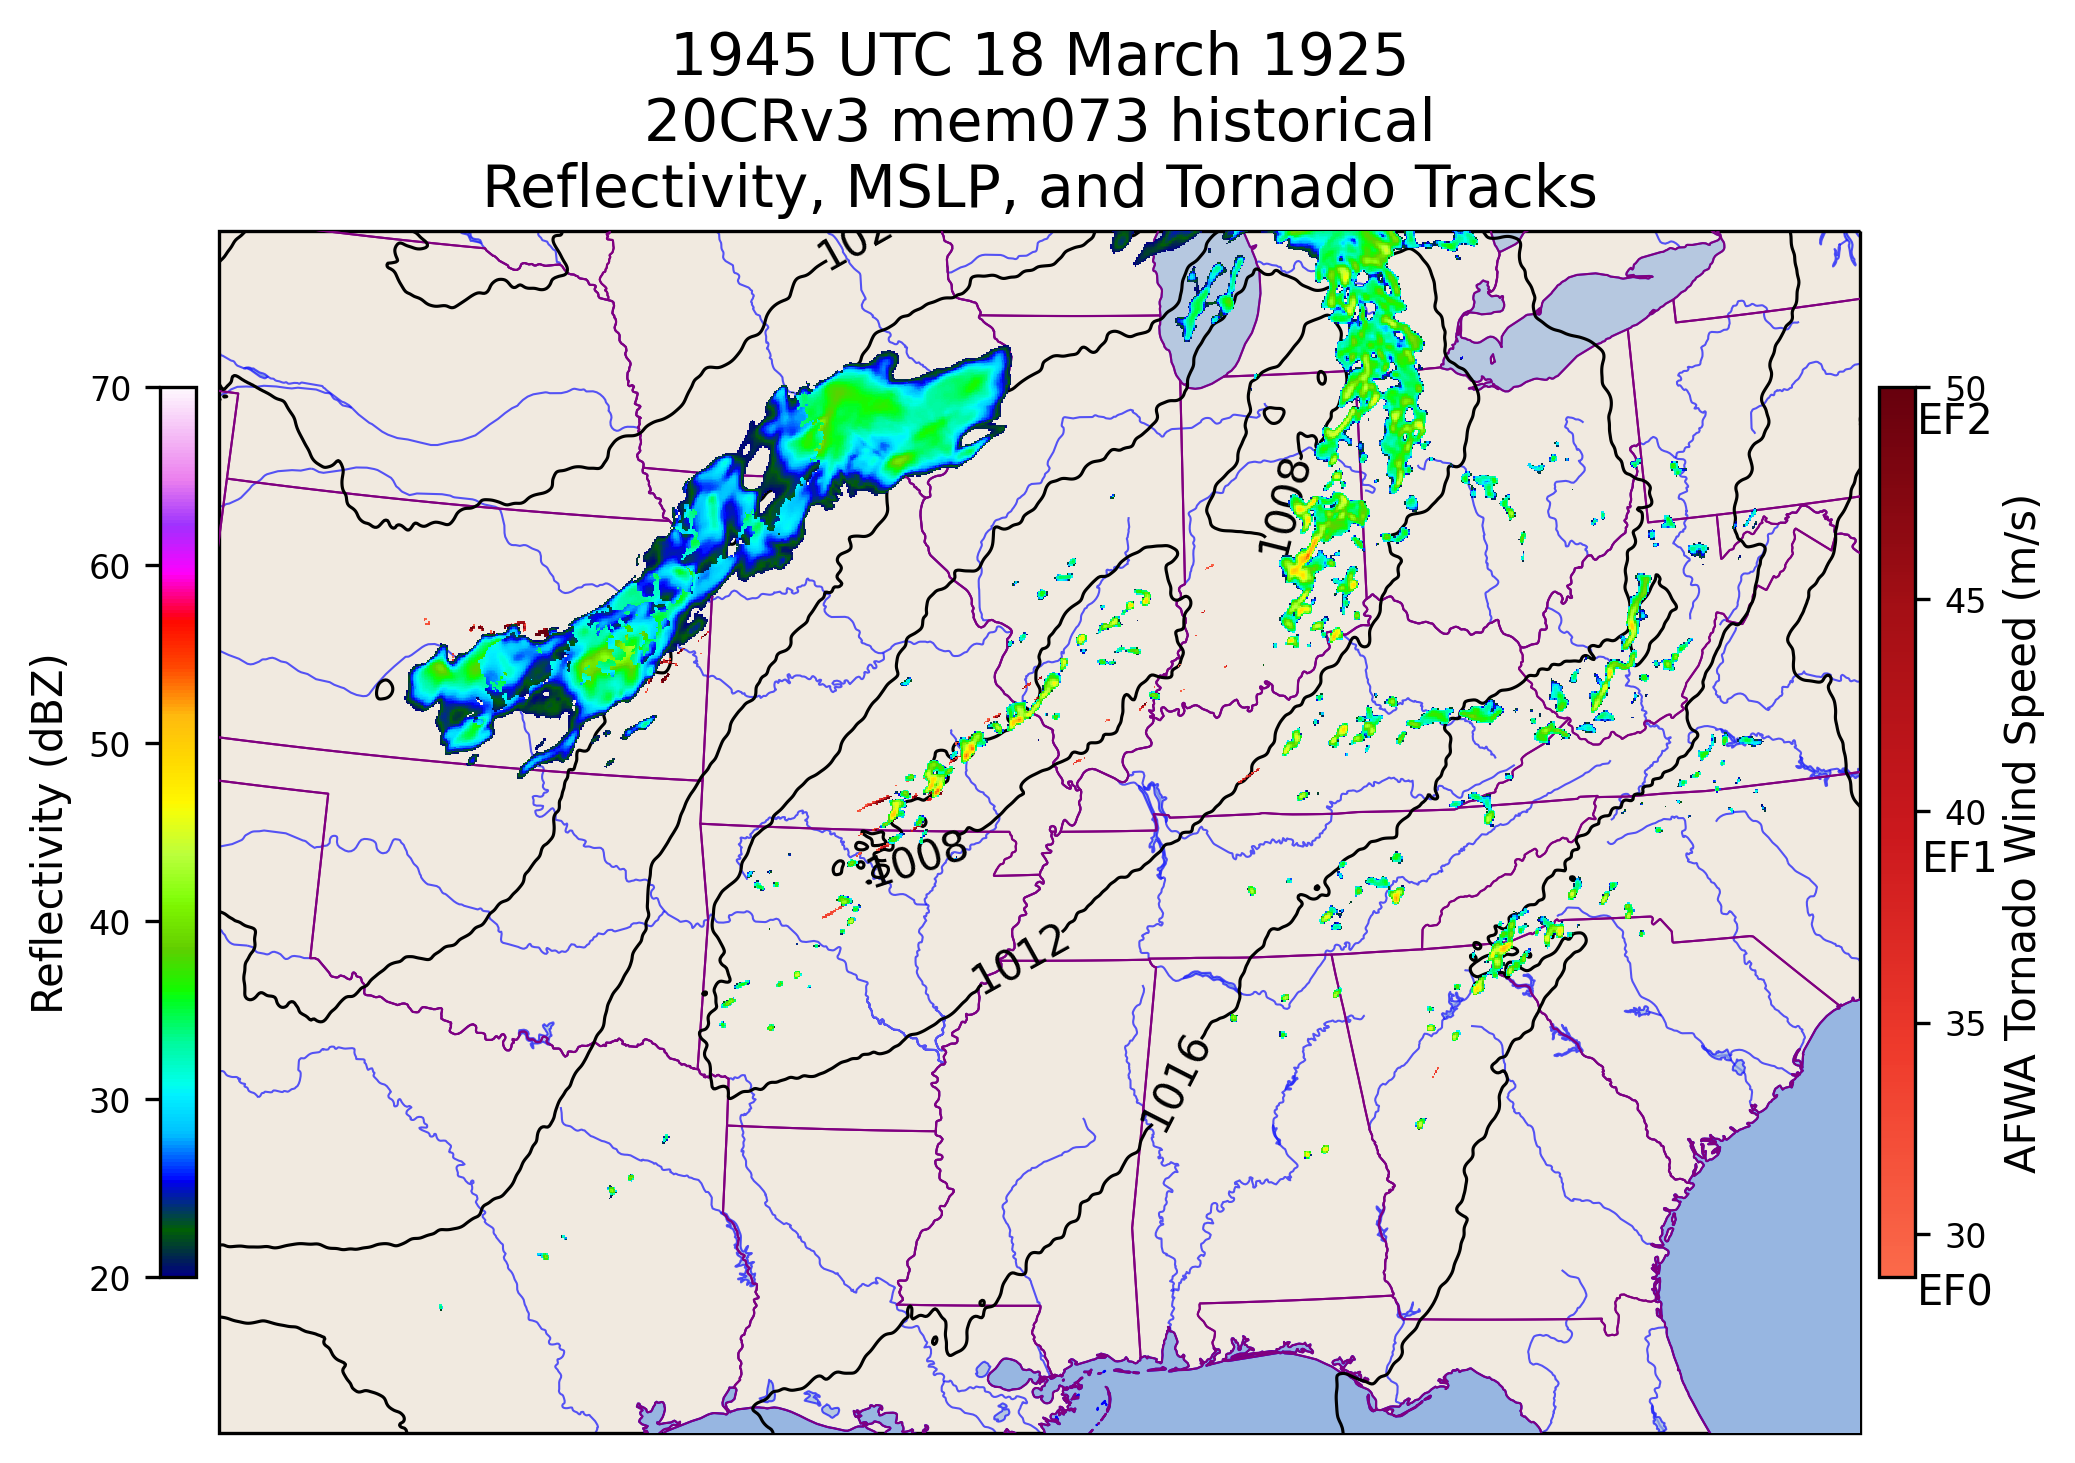 1945 UTC 18 March 1925
20CRv3 mem073 historical
Reflectivity, MSLP, and Tornado Tracks
102
1008
1008
1012
1016
Reflectivity (dBZ)
70
60
50
40
30
20
50
EF2
45
40
EF1
35
30
EF0
AFWA Tornado Wind Speed (m/s)